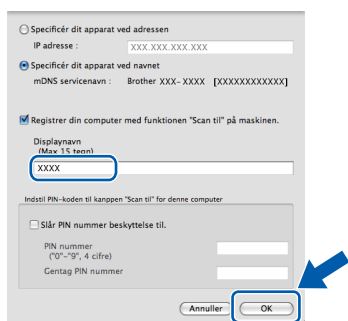 Specificér dit apparat ved adressen
IP adresse : XXX.XXX.XXX.XXX
Specificér dit apparat ved navnet
mDNS servicenavn : Brother XXX-XXXX [XXXXXXXXXXXX]
Registrer din computer med funktionen "Scan til" på maskinen.
Displaynavn
(Max 15 tegn)
XXXX
Indstil PIN-koden til kanppen "Scan til" for denne computer
Slår PIN nummer beskyttelse til.
PIN nummer
("0"-"9", 4 cifre)
Gentag PIN nummer
Annuller OK